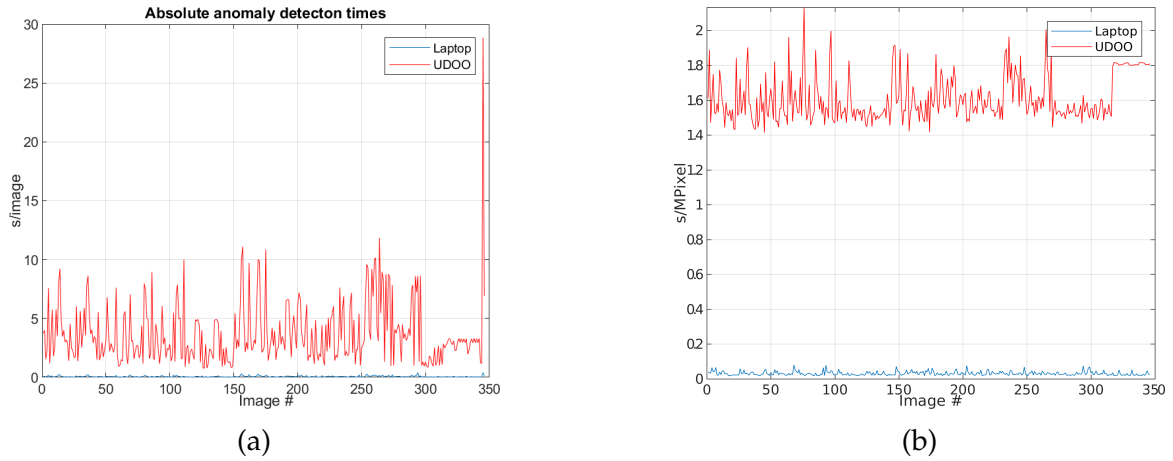 Absolute anomaly detecton times
Laptop
UDOO
30
25
20
15
10
5
0
s/image
0 50 100 150 200 250 300 350
Image #
(a)
Laptop
UDOO
2
1.8
1.6
1.4
1.2
1
0.8
0.6
0.4
0.2
0
s/MPixel
0 50 100 150 200 250 300 350
Image #
(b)